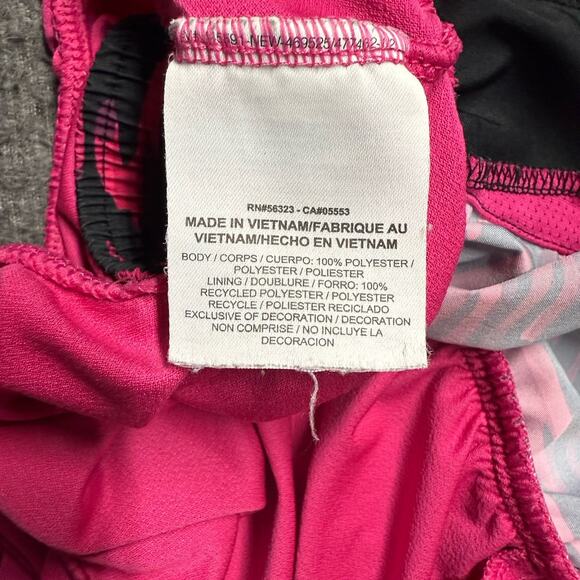 RN#56323 - CA#05553
MADE IN VIETNAM/FABRIQUE AU
VIETNAM/HECHO EN VIETNAM
BODY / CORPS / CUERPO: 100% POLYESTER /
POLYESTER / POLIESTER
LINING / DOUBLURE / FORRO: 100%
RECYCLED POLYESTER / POLYESTER
RECYCLE / POLIESTER RECICLADO
EXCLUSIVE OF DECORATION / DECORATION
NON COMPRISE / NO INCLUYE LA
DECORACION